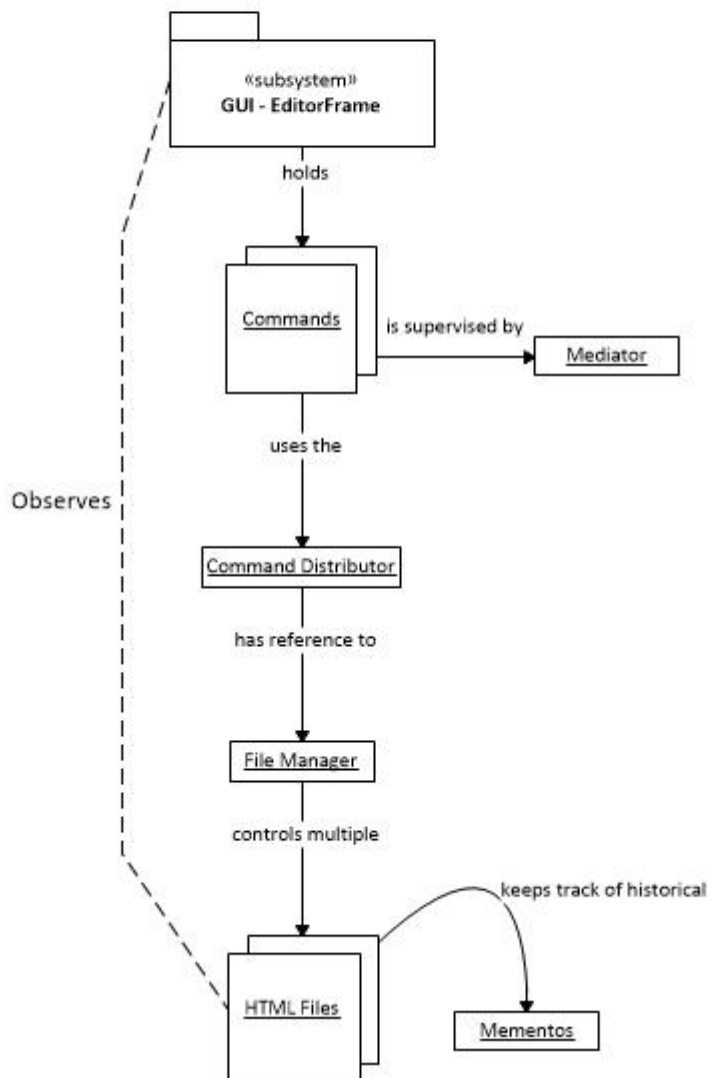 «subsystem»
GUI - EditorFrame
holds
Commands
is supervised by
Mediator
uses the
Observes
Command Distributor
has reference to
File Manager
controls multiple
keeps track of historical
HTML Files
Mementos